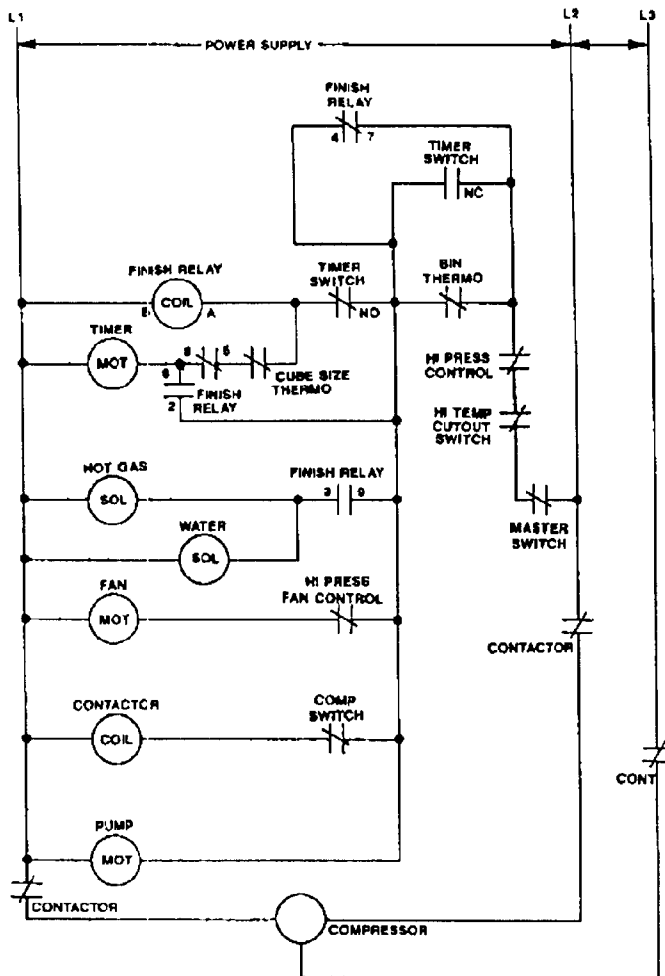 L1
L2
L3
POWER SUPPLY
FINISH
RELAY
4 7
TIMER
SWITCH
NC
FINISH RELAY
TIMER
SWITCH
BIN
THERMO
B COIL A
NO
TIMER
MOT
8 5
6
CUBE SIZE
THERMO
HI PRESS
CONTROL
2
FINISH
RELAY
HI TEMP
CUTOUT
SWITCH
HOT GAS
FINISH RELAY
SOL
3 9
MASTER
SWITCH
WATER
SOL
FAN
HI PRESS
FAN CONTROL
MOT
CONTACTOR
CONTACTOR
COMP
SWITCH
COIL
CONT
PUMP
MOT
CONTACTOR
COMPRESSOR